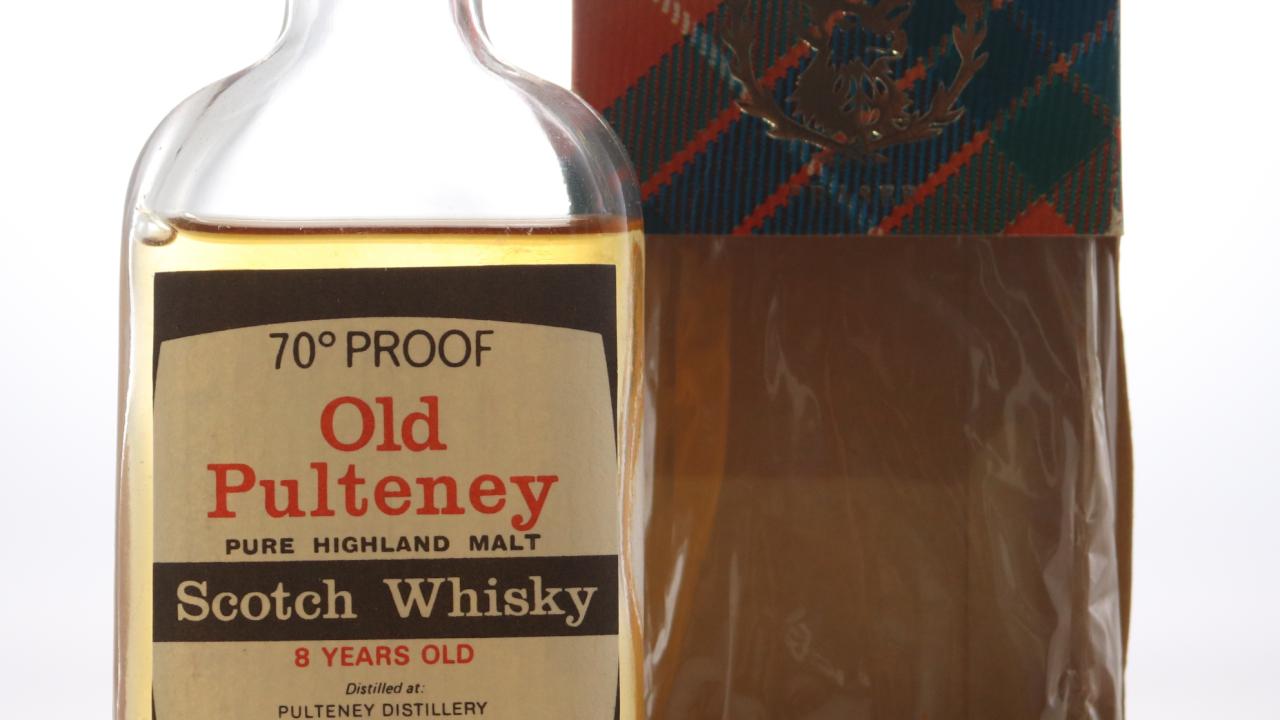 70° PROOF
Old
Pulteney
PURE HIGHLAND MALT
Scotch Whisky
8 YEARS OLD
Distilled at:
PULTENEY DISTILLERY